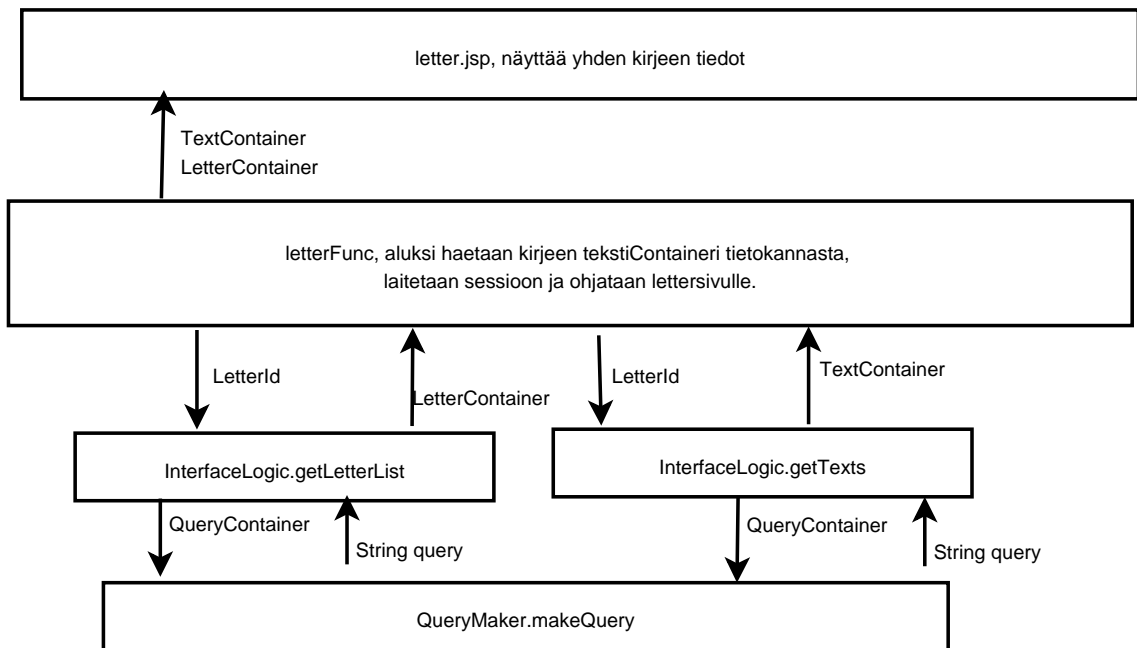 letter.jsp, näyttää yhden kirjeen tiedot
TextContainer
LetterContainer
letterFunc, aluksi haetaan kirjeen tekstiContaineri tietokannasta,
laitetaan sessioon ja ohjataan lettersivulle.
LetterId
LetterContainer
LetterId
TextContainer
InterfaceLogic.getLetterList
InterfaceLogic.getTexts
QueryContainer
String query
QueryContainer
String query
QueryMaker.makeQuery